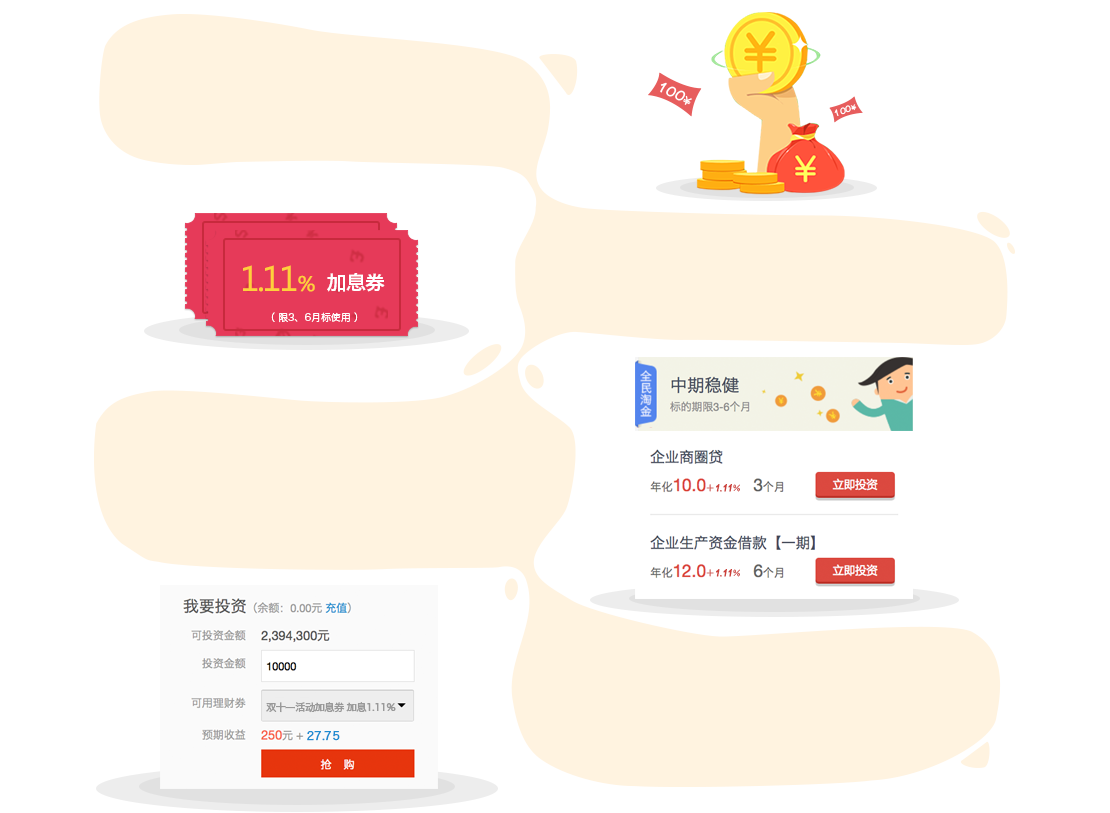 ¥
100¥
100¥
¥
1.11% 加息券
（ 限3、6月标使用 ）
全民淘金
中期稳健
标的期限3-6个月
企业商圈贷
年化10.0+1.11% 3个月
立即投资
企业生产资金借款【一期】
年化12.0+1.11% 6个月
立即投资
我要投资（余额：0.00元 充值）
可投资金额 2,394,300元
投资金额 10000
可用理财券 双十一活动加息券 加息1.11%
预期收益 250元 + 27.75
抢 购